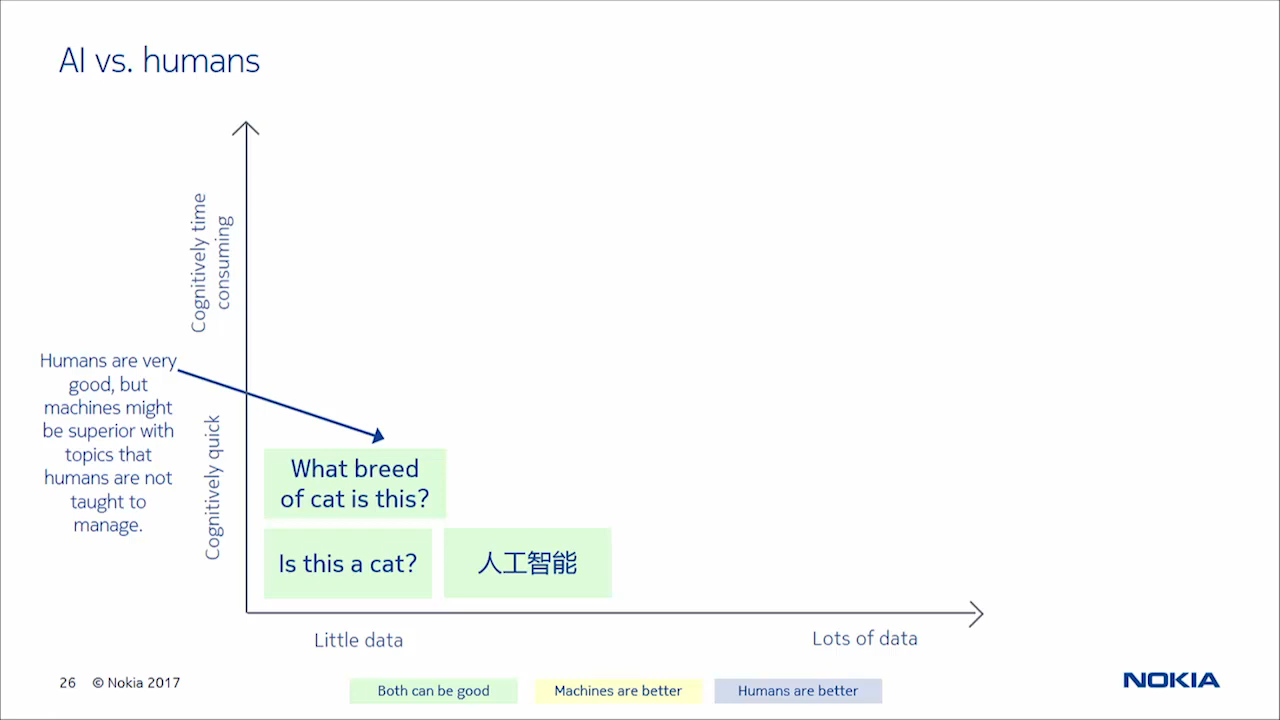 AI vs. humans
Cognitively time
consuming
Humans are very
good, but
machines might
be superior with
topics that
humans are not
taught to
manage.
Cognitively quick
What breed
of cat is this?
Is this a cat?
人工智能
Little data
Lots of data
26 © Nokia 2017
Both can be good
Machines are better
Humans are better
NOKIA